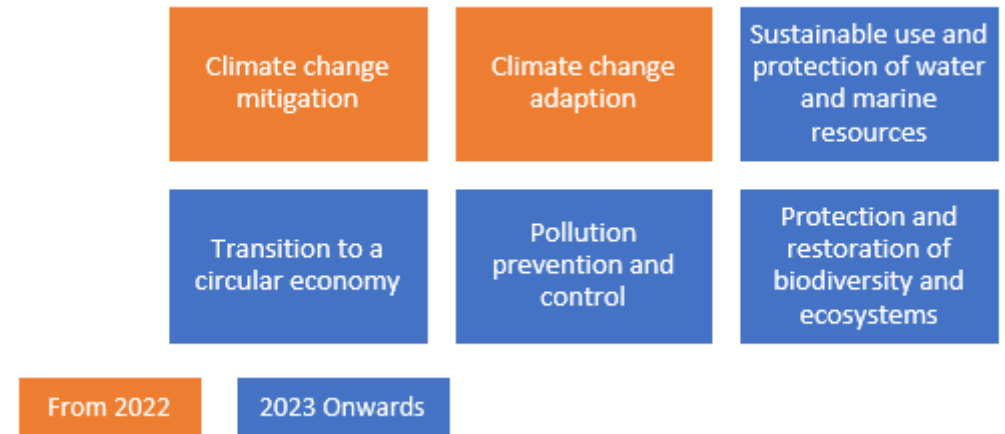 Climate change
mitigation
Climate change
adaption
Sustainable use and
protection of water
and marine
resources
Transition to a
circular economy
Pollution
prevention and
control
Protection and
restoration of
biodiversity and
ecosystems
From 2022
2023 Onwards